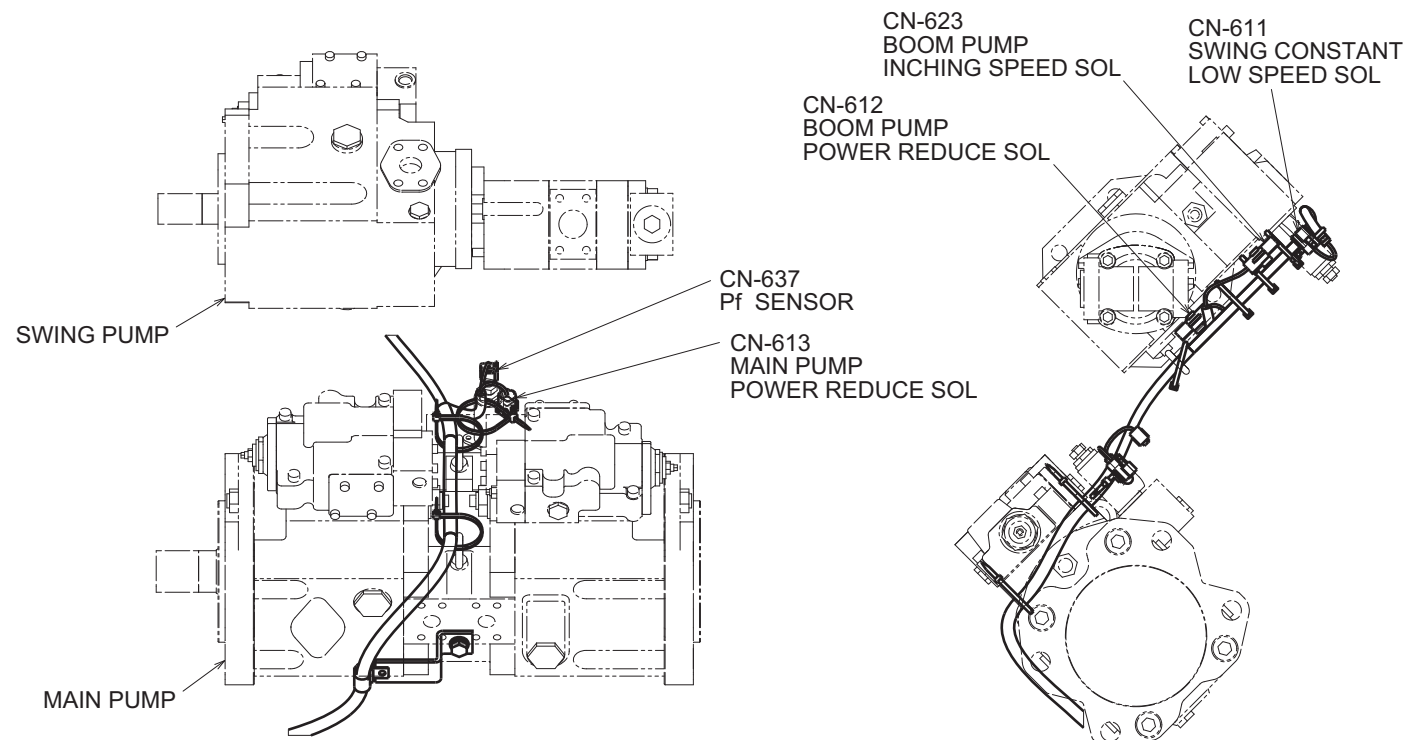 CN-623
BOOM PUMP
INCHING SPEED SOL
CN-611
SWING CONSTANT
LOW SPEED SOL
CN-612
BOOM PUMP
POWER REDUCE SOL
CN-637
Pf SENSOR
SWING PUMP
CN-613
MAIN PUMP
POWER REDUCE SOL
MAIN PUMP